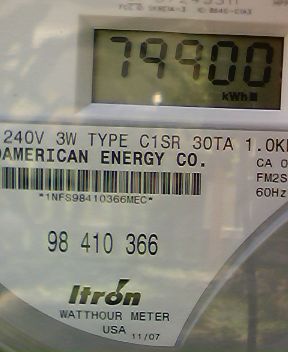 79900
kWh
240V 3W TYPE C1SR 30TA 1.0K
AMERICAN ENERGY CO.
CA 0
FM2S
60Hz
*1NFS98410366MEC*
98 410 366
Itron
WATTHOUR METER
USA 11/07